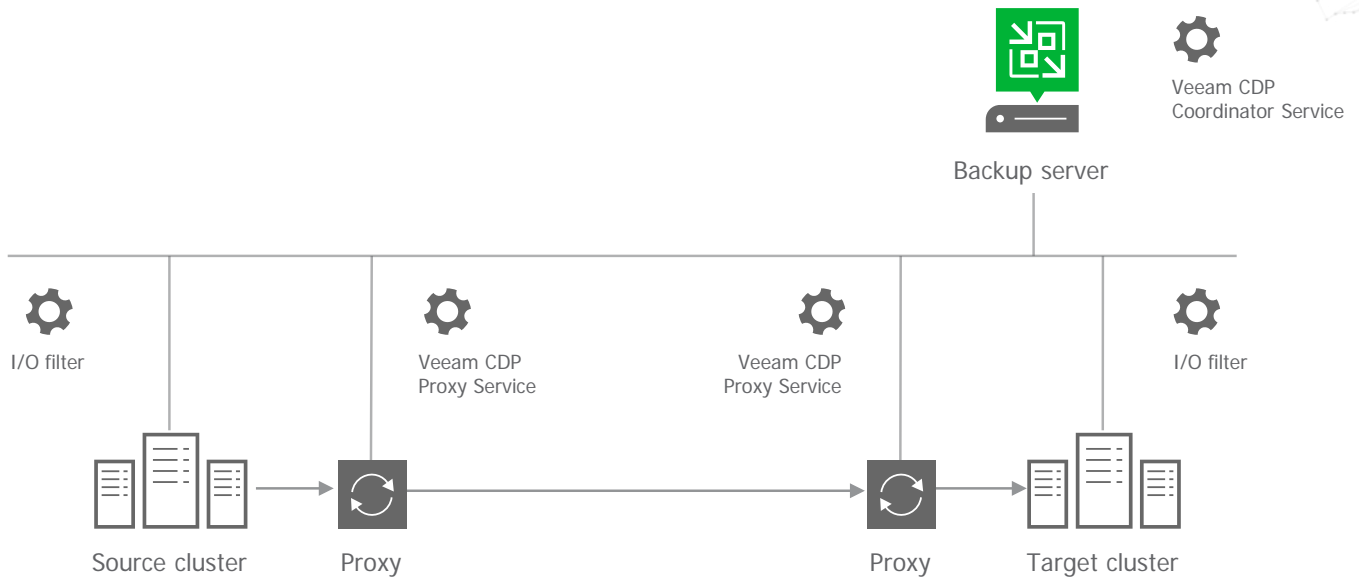 Veeam CDP
Coordinator Service
Backup server
I/O filter
Veeam CDP
Proxy Service
Veeam CDP
Proxy Service
I/O filter
Source cluster
Proxy
Proxy
Target cluster